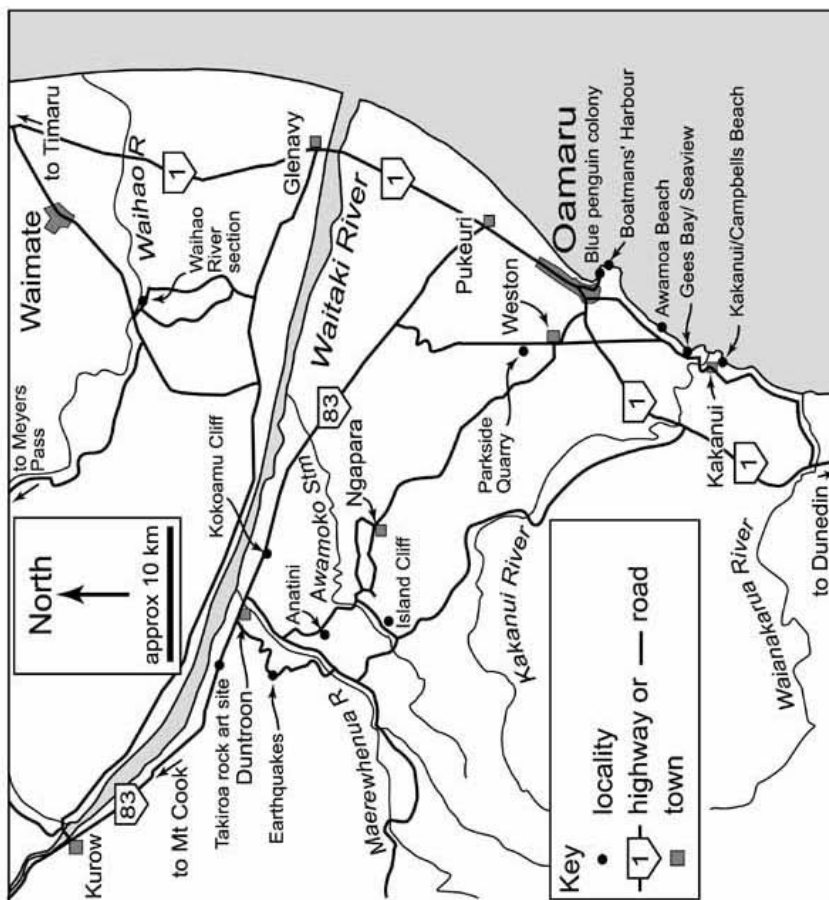 to Timaru
Waimate
Waihao R
1
Waihao
River
section
to Meyers
Pass
Glenavy
Waitaki River
1
North
approx 10 km
Kokoamu Cliff
83
Pukeuri
Oamaru
Blue penguin colony
Boatmans' Harbour
Awamoko Stm
Ngapara
Weston
Parkside
Quarry
Awamoa Beach
Gees Bay/ Seaview
Kakanui/Campbells Beach
Kakanui
1
1
Kurow
83
to Mt Cook
Takiroa rock art site
Duntroon
Earthquakes
Anatini
Island Cliff
Maerewhenua R
Kakanui River
Waianakarua River
to Dunedin
Key
locality
1 highway or road
town